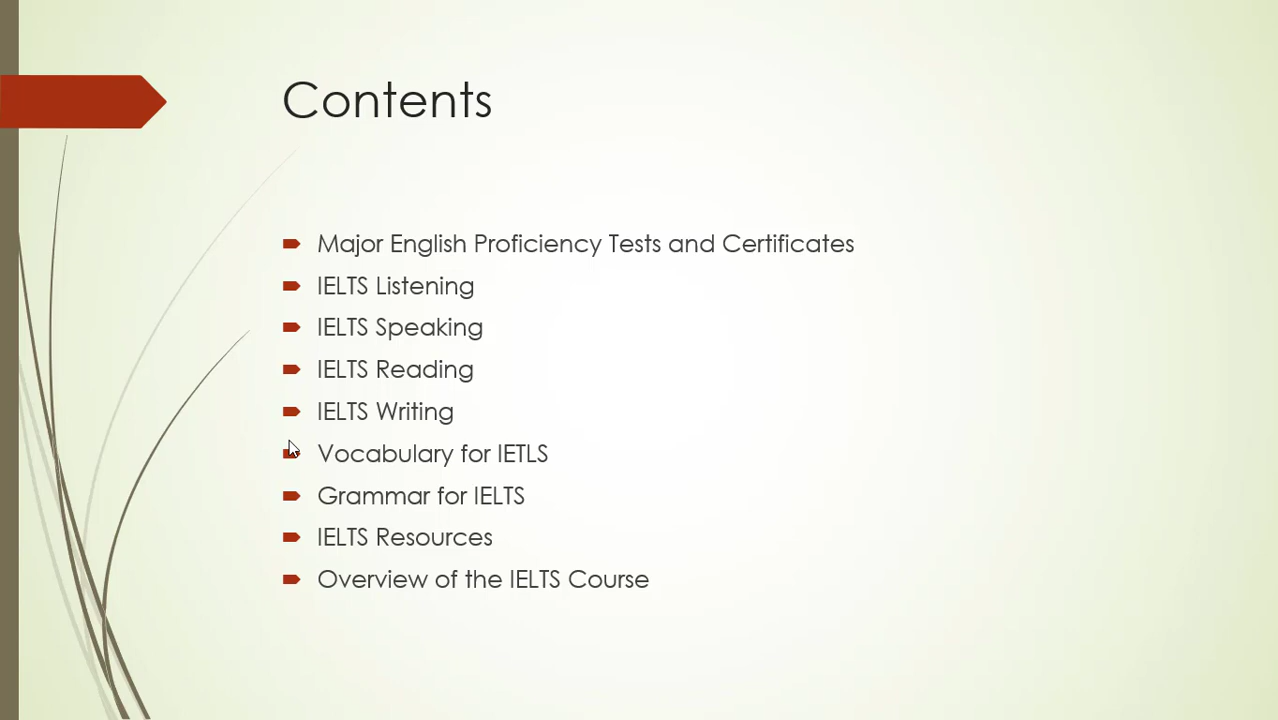 Contents
Major English Proficiency Tests and Certificates
IELTS Listening
IELTS Speaking
IELTS Reading
IELTS Writing
Vocabulary for IETLS
Grammar for IELTS
IELTS Resources
Overview of the IELTS Course